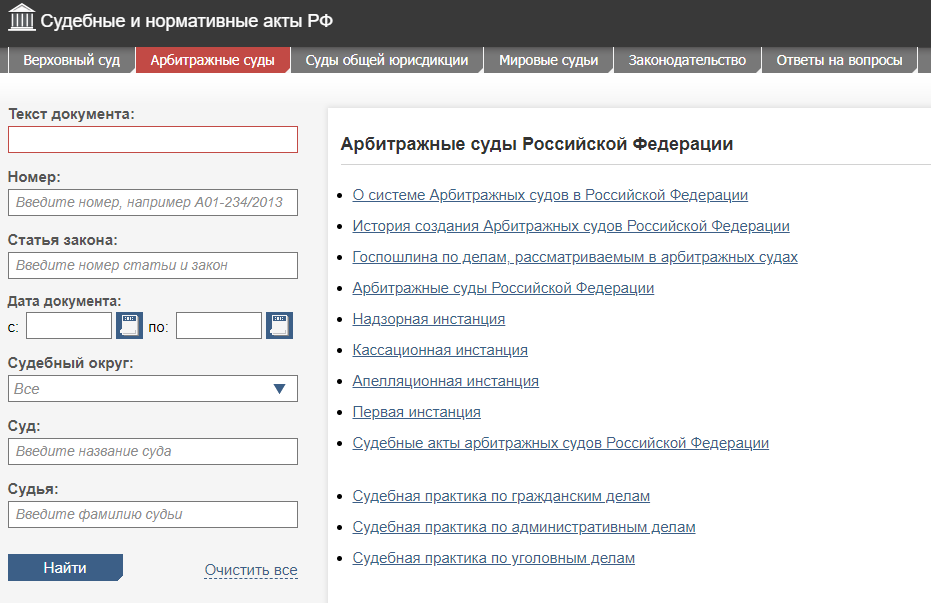 Судебные и нормативные акты РФ
Верховный суд Арбитражные суды Суды общей юрисдикции Мировые судьи Законодательство Ответы на вопросы
Текст документа:
Номер:
Введите номер, например А01-234/2013
Статья закона:
Введите номер статьи и закон
Дата документа:
с: по:
Судебный округ:
Все
Суд:
Введите название суда
Судья:
Введите фамилию судьи
Найти Очистить все
Арбитражные суды Российской Федерации
О системе Арбитражных судов в Российской Федерации
История создания Арбитражных судов Российской Федерации
Госпошлина по делам, рассматриваемым в арбитражных судах
Арбитражные суды Российской Федерации
Надзорная инстанция
Кассационная инстанция
Апелляционная инстанция
Первая инстанция
Судебные акты арбитражных судов Российской Федерации
Судебная практика по гражданским делам
Судебная практика по административным делам
Судебная практика по уголовным делам